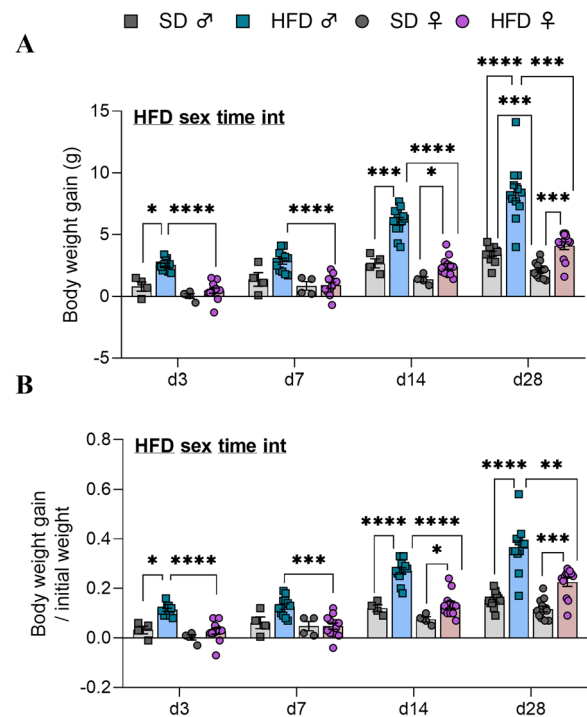 SD ♂ HFD ♂ SD ♀ HFD ♀
A
HFD sex time int
Body weight gain (g)
15
10
5
0
-5
* **** **** *** **** * **** *** *** ***
d3 d7 d14 d28
B
HFD sex time int
Body weight gain
/ initial weight
0.8
0.6
0.4
0.2
0.0
-0.2
* **** *** **** **** * **** ** ***
d3 d7 d14 d28